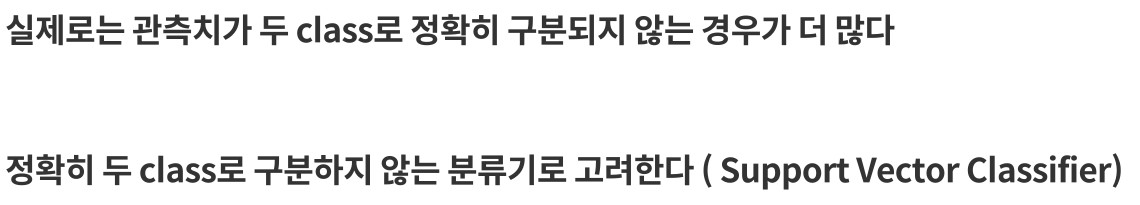 실제로는 관측치가 두 class로 정확히 구분되지 않는 경우가 더 많다
정확히 두 class로 구분하지 않는 분류기로 고려한다 ( Support Vector Classifier)